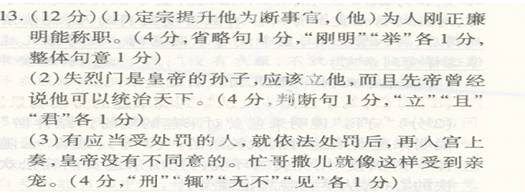 13.(12分)(1)定宗提升他为断事官,(他)为人刚正廉
明能称职。(4分,省略句1分,“刚明”“举”各1分,
整体句意1分)
(2)失烈门是皇帝的孙子,应该立他,而且先帝曾经
说他可以统治天下。(4分,判断句1分,“立”“且”
“君”各1分)
(3)有应当受处罚的人,就依法处罚后,再入宫上
奏,皇帝没有不同意的。忙哥撒儿就像这样受到亲
宠。(4分,“刑”“辄”“无不”“见”各1分)